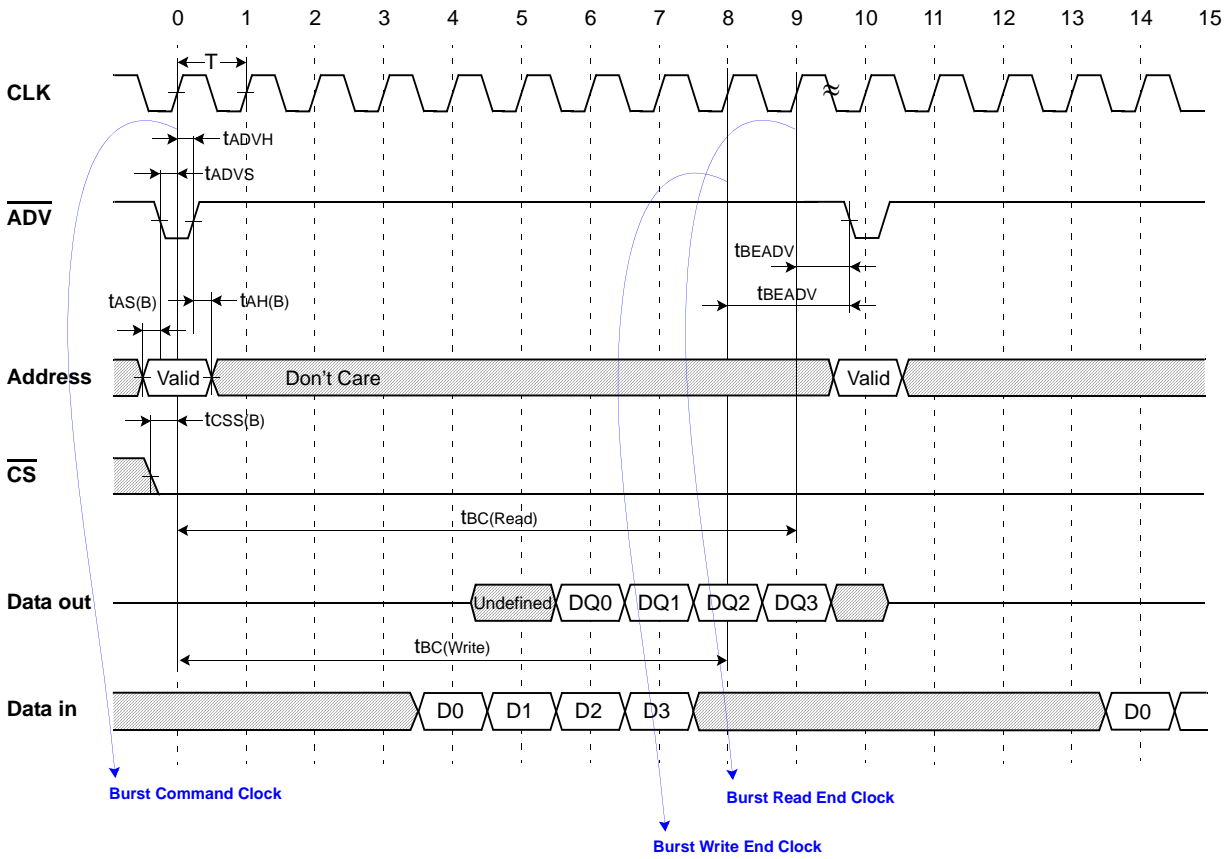 0 1 2 3 4 5 6 7 8 9 10 11 12 13 14 15
T
CLK
tADVH
tADVS
ADV
tBEADV
tAS(B) tAH(B) tBEADV
Address Valid Don't Care Valid
tCSS(B)
CS
tBC(Read)
Data out Undefined DQ0 DQ1 DQ2 DQ3
tBC(Write)
Data in D0 D1 D2 D3 D0
Burst Command Clock
Burst Read End Clock
Burst Write End Clock